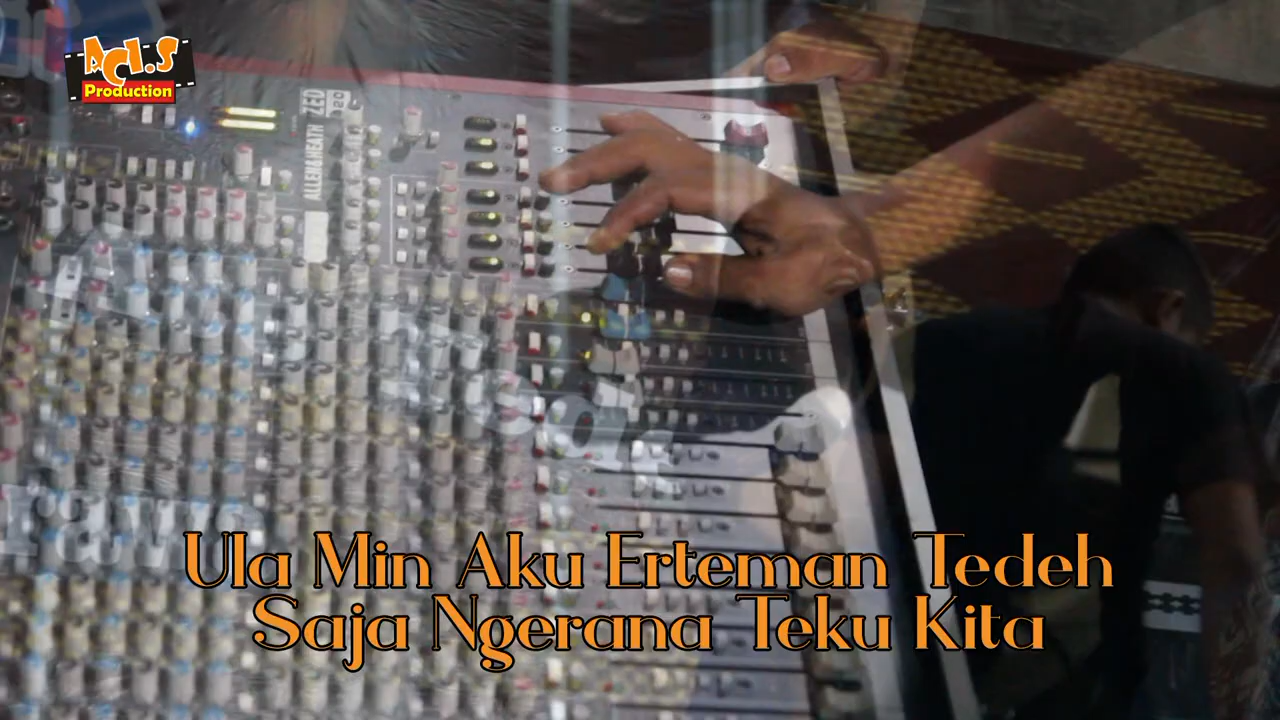 ACI.S
Production
ALLEN&HEATH ZED
Ula Min Aku Erteman Tedeh
Saja Ngerana Teku Kita